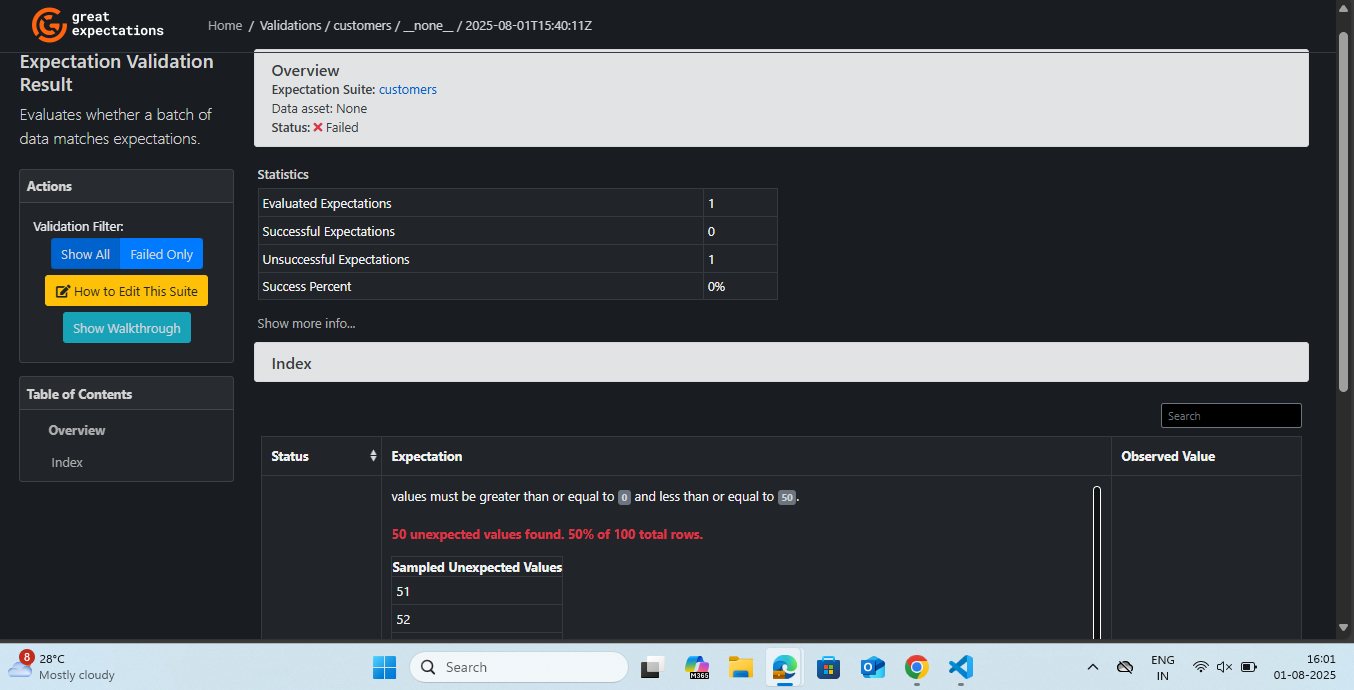 great
expectations
Home / Validations / customers / __none__ / 2025-08-01T15:40:11Z
Expectation Validation
Result
Evaluates whether a batch of
data matches expectations.
Actions
Validation Filter:
Show All Failed Only
How to Edit This Suite
Show Walkthrough
Table of Contents
Overview
Index
Overview
Expectation Suite: customers
Data asset: None
Status: Failed
Statistics
Evaluated Expectations 1
Successful Expectations 0
Unsuccessful Expectations 1
Success Percent 0%
Show more info...
Index
Search
Status Expectation Observed Value
values must be greater than or equal to 0 and less than or equal to 50.
50 unexpected values found. 50% of 100 total rows.
Sampled Unexpected Values
51
52
8
28°C
Mostly cloudy
Search
M365
ENG
IN
16:01
01-08-2025